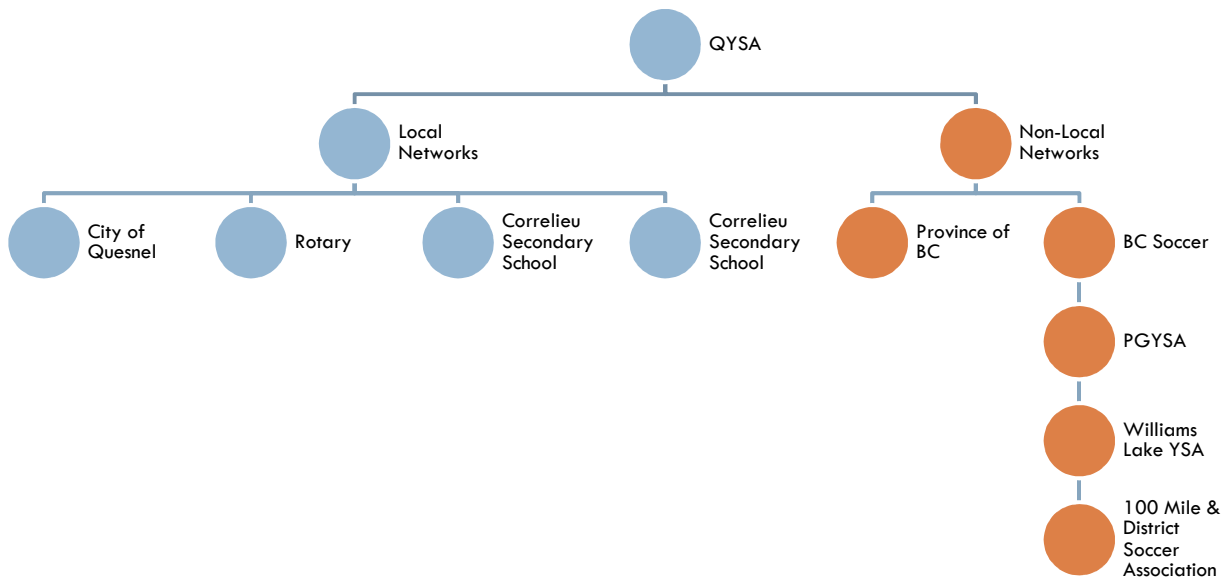 QYSA
Local
Networks
Non-Local
Networks
City of
Quesnel
Rotary
Correlieu
Secondary
School
Correlieu
Secondary
School
Province of
BC
BC Soccer
PGYSA
Williams
Lake YSA
100 Mile &
District
Soccer
Association